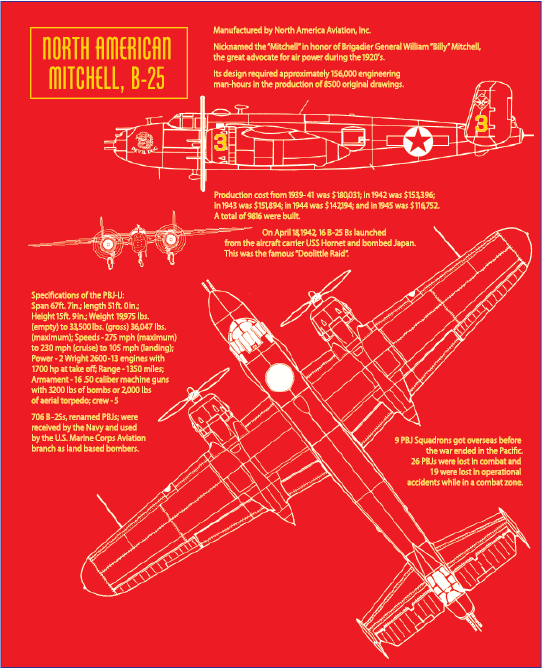 NORTH AMERICAN
MITCHELL, B-25
Manufactured by North America Aviation, Inc.
Nicknamed the "Mitchell" in honor of Brigadier General William "Billy" Mitchell,
the great advocate for air power during the 1920's.
Its design required approximately 156,000 engineering
man-hours in the production of 8500 original drawings.
DEVIL DOG
3
3
Production cost from 1939-41 was $180,031; in 1942 was $153,396;
in 1943 was $151,894; in 1944 was $142,194; and in 1945 was $116,752.
A total of 9816 were built.
On April 18,1942, 16 B-25 Bs launched
from the aircraft carrier USS Hornet and bombed Japan.
This was the famous "Doolittle Raid".
Specifications of the PBJ-1J:
Span 67ft. 7in.; length 51ft. 0in.;
Height 15ft. 9in.; Weight 19,975 lbs.
(empty) to 33,500 lbs. (gross) 36,047 lbs.
(maximum); Speeds - 275 mph (maximum)
to 230 mph (cruise) to 105 mph (landing);
Power - 2 Wright 2600-13 engines with
1700 hp at take off; Range - 1350 miles;
Armament - 16 .50 caliber machine guns
with 3200 lbs of bombs or 2,000 lbs
of aerial torpedo; crew - 5
706 B-25s, renamed PBJs; were
received by the Navy and used
by the U.S. Marine Corps Aviation
branch as land based bombers.
9 PBJ Squadrons got overseas before
the war ended in the Pacific.
26 PBJs were lost in combat and
19 were lost in operational
accidents while in a combat zone.